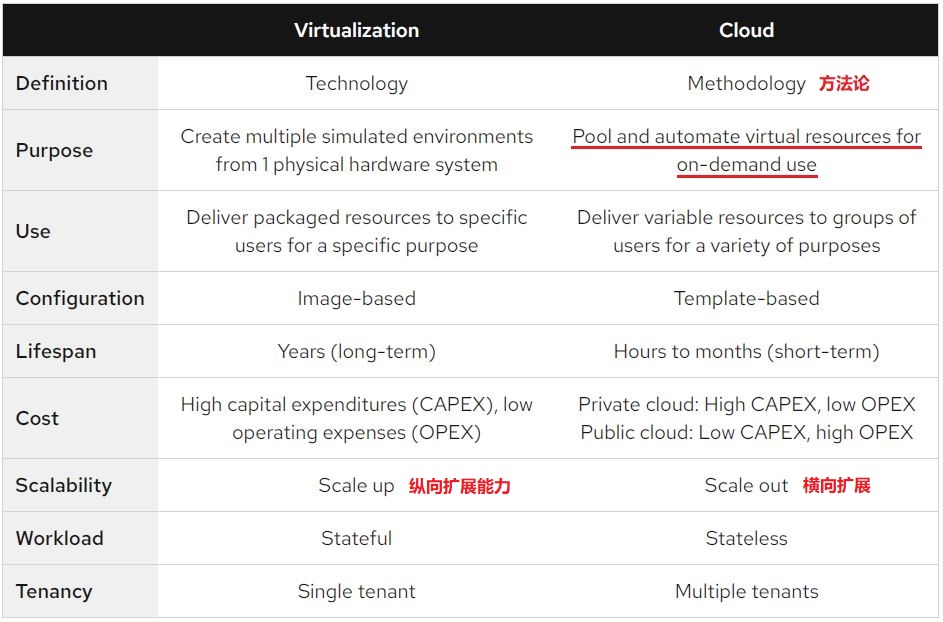 Virtualization Cloud
Definition Technology Methodology 方法论
Purpose Create multiple simulated environments from 1 physical hardware system Pool and automate virtual resources for on-demand use
Use Deliver packaged resources to specific users for a specific purpose Deliver variable resources to groups of users for a variety of purposes
Configuration Image-based Template-based
Lifespan Years (long-term) Hours to months (short-term)
Cost High capital expenditures (CAPEX), low operating expenses (OPEX) Private cloud: High CAPEX, low OPEX Public cloud: Low CAPEX, high OPEX
Scalability Scale up 纵向扩展能力 Scale out 横向扩展
Workload Stateful Stateless
Tenancy Single tenant Multiple tenants